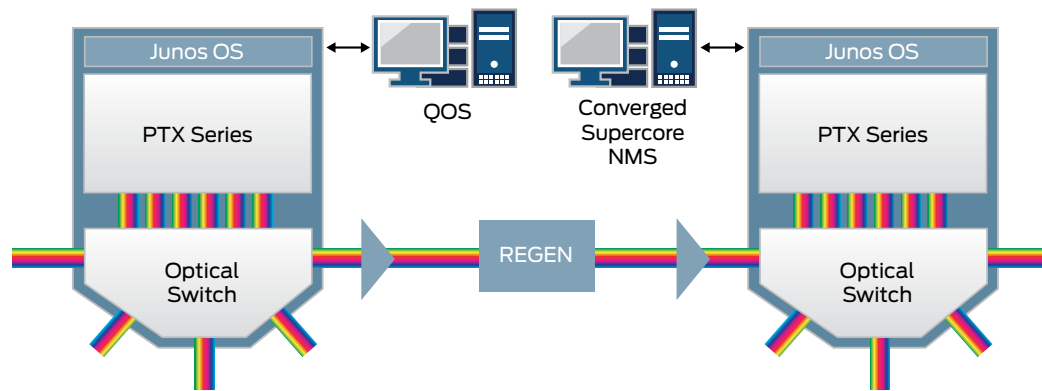 Junos OS
PTX Series
Optical
Switch
QOS
Converged
Supercore
NMS
REGEN
Junos OS
PTX Series
Optical
Switch